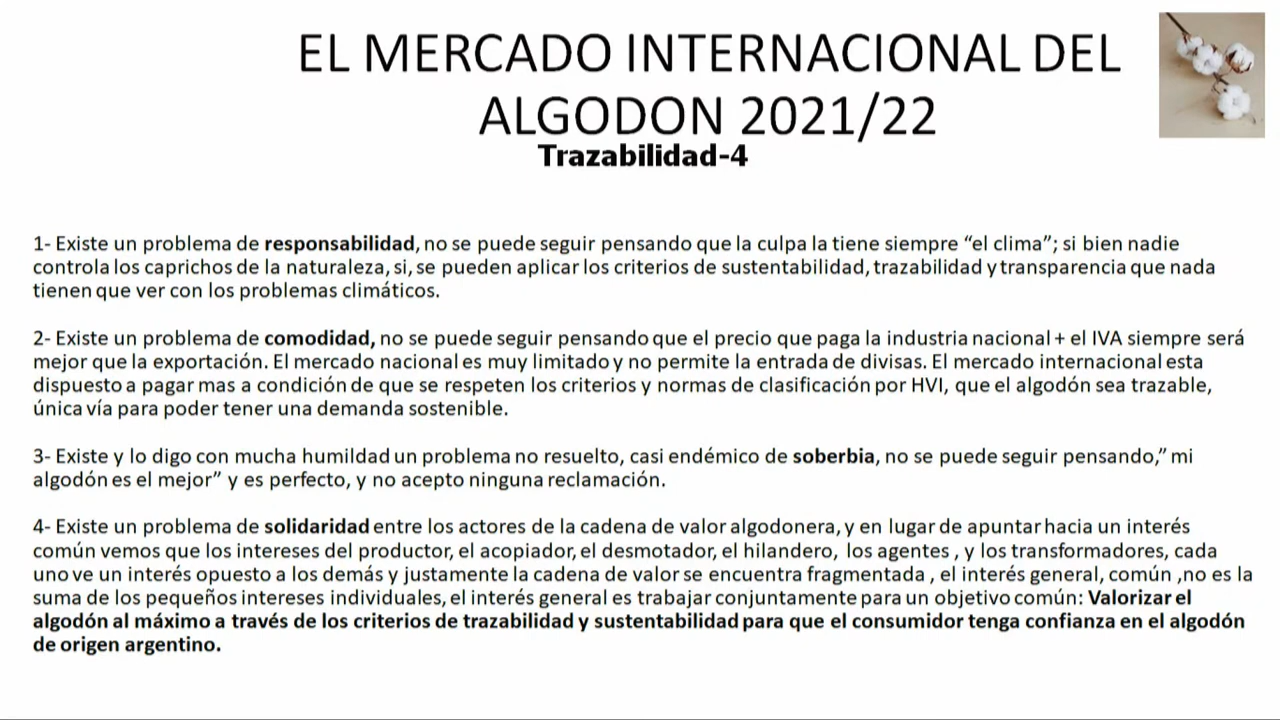 EL MERCADO INTERNACIONAL DEL
ALGODON 2021/22
Trazabilidad-4
1- Existe un problema de responsabilidad, no se puede seguir pensando que la culpa la tiene siempre “el clima”; si bien nadie
controla los caprichos de la naturaleza, si, se pueden aplicar los criterios de sustentabilidad, trazabilidad y transparencia que nada
tienen que ver con los problemas climáticos.
2- Existe un problema de comodidad, no se puede seguir pensando que el precio que paga la industria nacional + el IVA siempre será
mejor que la exportación. El mercado nacional es muy limitado y no permite la entrada de divisas. El mercado internacional esta
dispuesto a pagar mas a condición de que se respeten los criterios y normas de clasificación por HVI, que el algodón sea trazable,
única vía para poder tener una demanda sostenible.
3- Existe y lo digo con mucha humildad un problema no resuelto, casi endémico de soberbia, no se puede seguir pensando,” mi
algodón es el mejor” y es perfecto, y no acepto ninguna reclamación.
4- Existe un problema de solidaridad entre los actores de la cadena de valor algodonera, y en lugar de apuntar hacia un interés
común vemos que los intereses del productor, el acopiador, el desmotador, el hilandero, los agentes , y los transformadores, cada
uno ve un interés opuesto a los demás y justamente la cadena de valor se encuentra fragmentada , el interés general, común ,no es la
suma de los pequeños intereses individuales, el interés general es trabajar conjuntamente para un objetivo común: Valorizar el
algodón al máximo a través de los criterios de trazabilidad y sustentabilidad para que el consumidor tenga confianza en el algodón
de origen argentino.